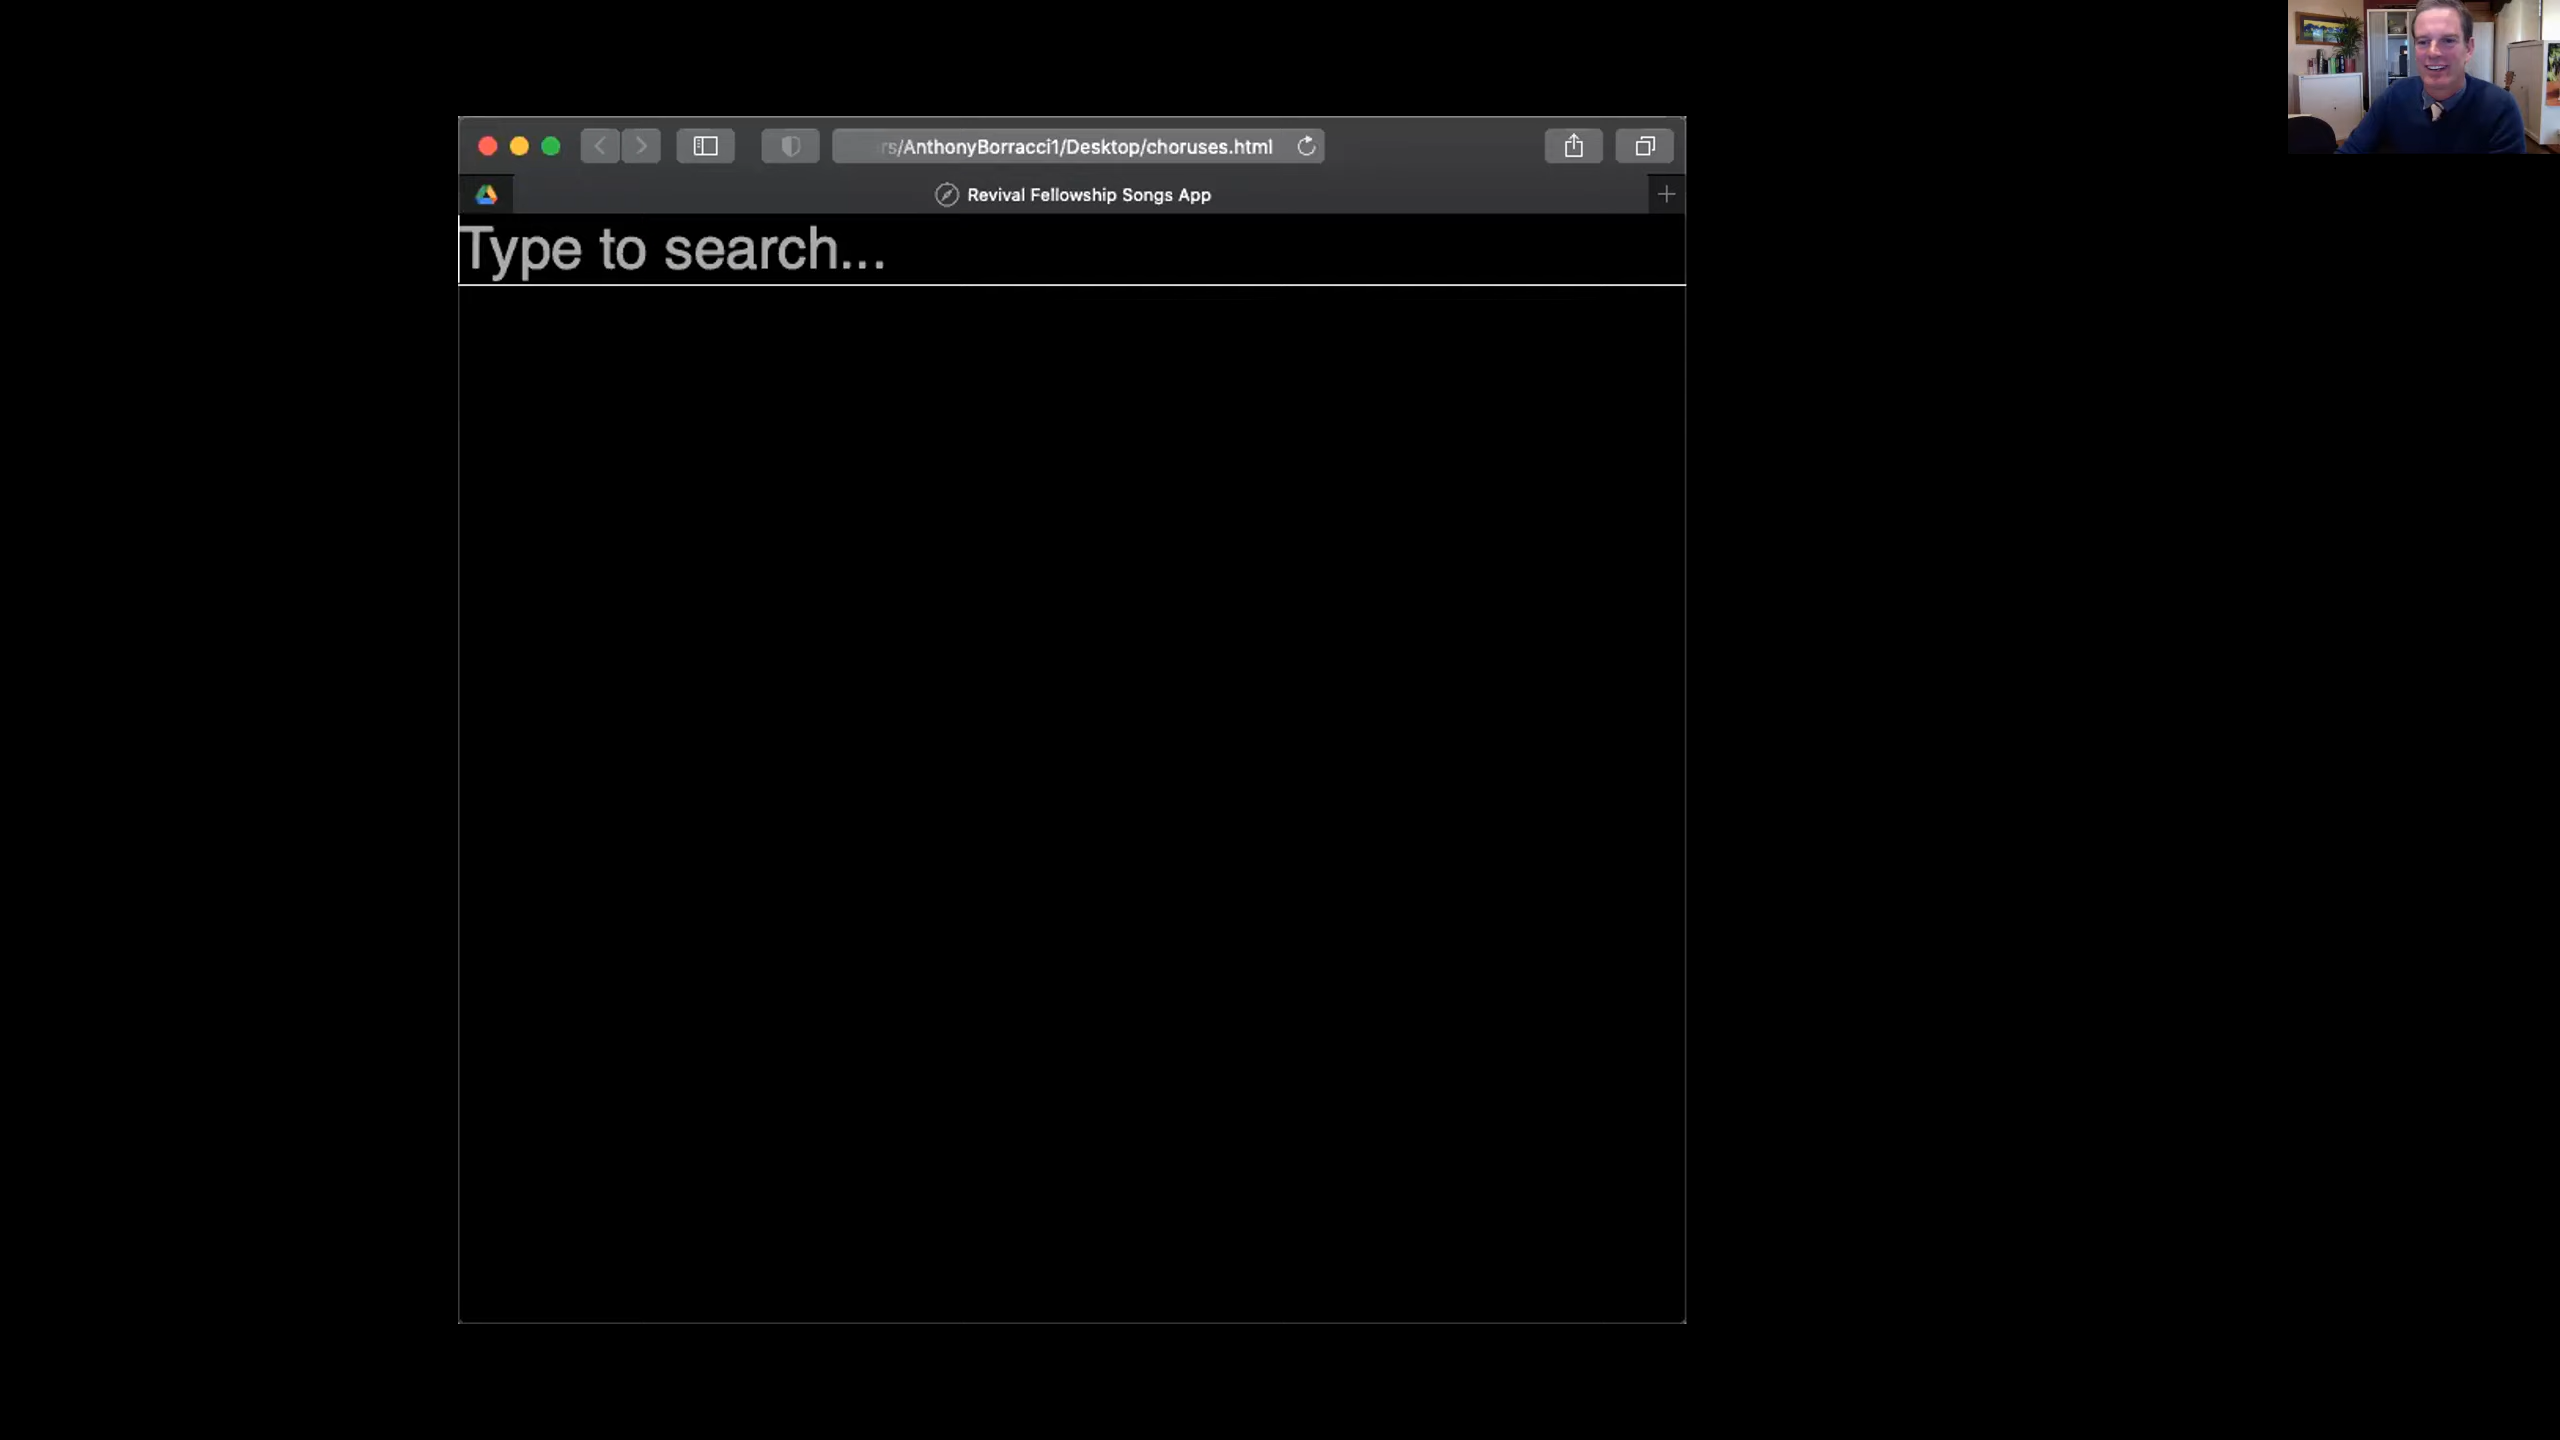 rs/AnthonyBorracci1/Desktop/choruses.html
Revival Fellowship Songs App
Type to search...